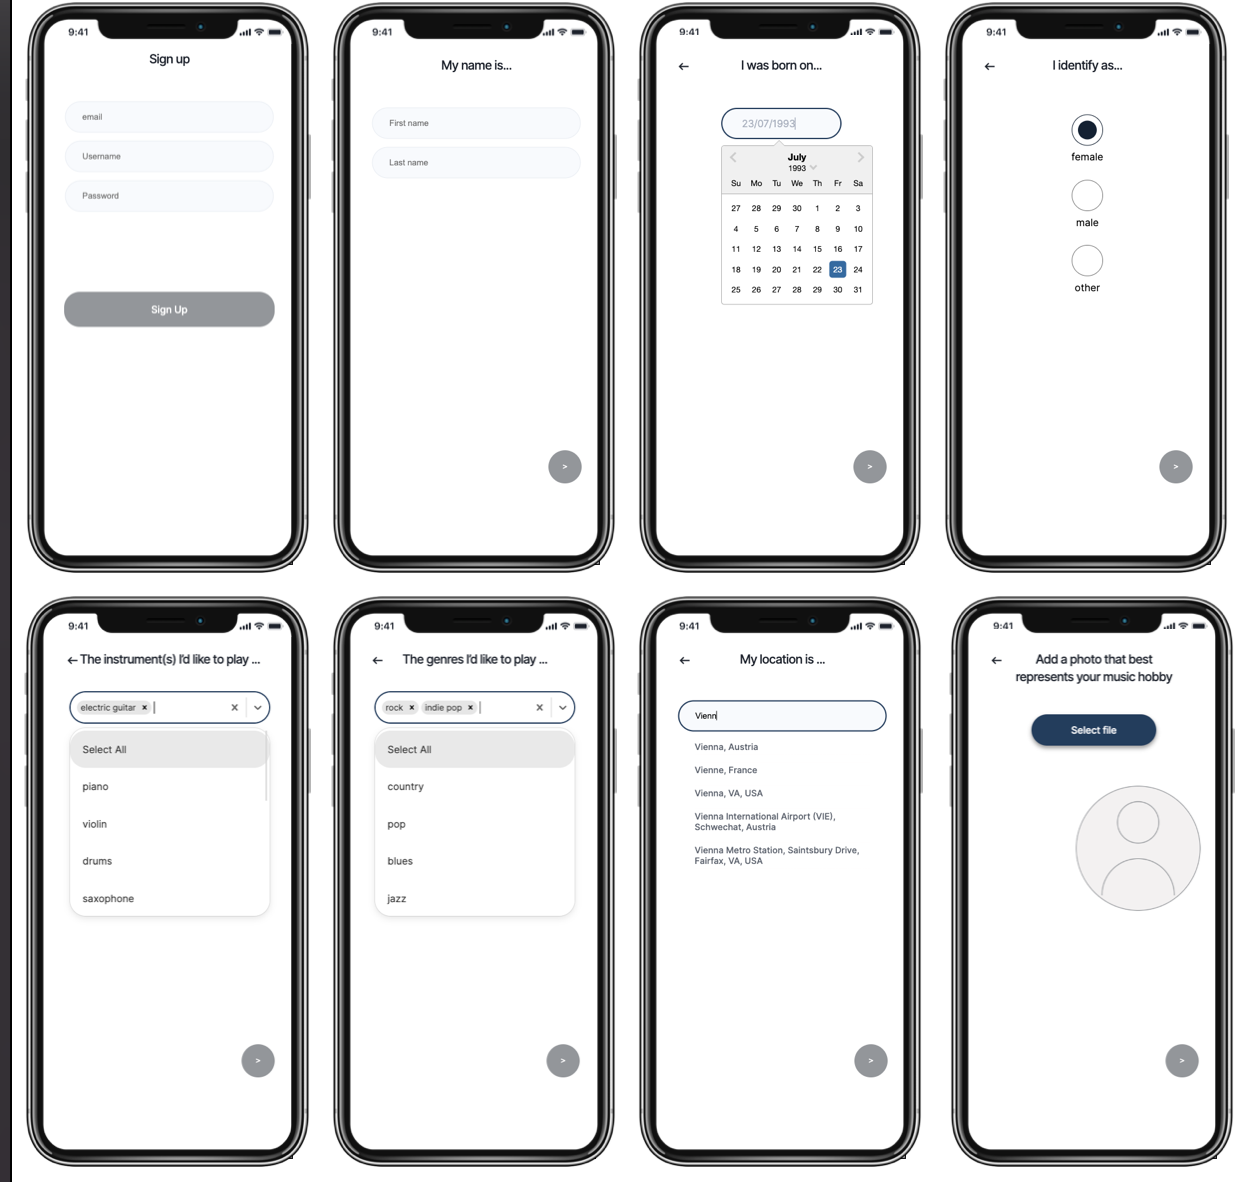 9:41
Sign up
email
Username
Password
Sign Up
9:41
My name is...
First name
Last name
>
9:41
← I was born on...
23/07/1993
July
1993
Su Mo Tu We Th Fr Sa
27 28 29 30 1 2 3
4 5 6 7 8 9 10
11 12 13 14 15 16 17
18 19 20 21 22 23 24
25 26 27 28 29 30 31
>
9:41
← I identify as...
female
male
other
>
9:41
← The instrument(s) I'd like to play ...
electric guitar × ×
Select All
piano
violin
drums
saxophone
>
9:41
← The genres I'd like to play ...
rock × indie pop × ×
Select All
country
pop
blues
jazz
>
9:41
← My location is ...
Vienn
Vienna, Austria
Vienne, France
Vienna, VA, USA
Vienna International Airport (VIE),
Schwechat, Austria
Vienna Metro Station, Saintsbury Drive,
Fairfax, VA, USA
>
9:41
← Add a photo that best
represents your music hobby
Select file
>